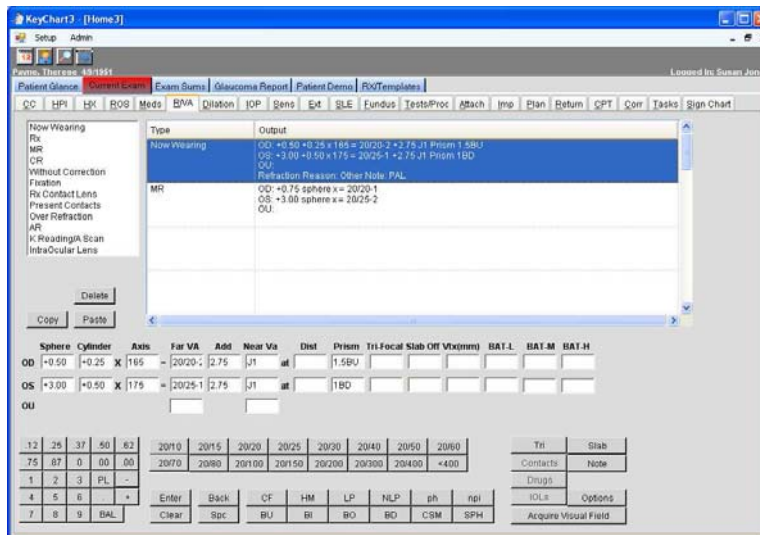 KeyChart3 - [Home3]
Setup Admin
12
Payne, Therese 4/9/1951 Logged In: Susan Jon
Patient Glance Current Exam Exam Sums Glaucoma Report Patient Demo RX/Templates
CC HPI HX ROS Meds R/VA Dilation IOP Sens Ext SLE Fundus Tests/Proc Attach Imp Plan Return CPT Corr Tasks Sign Chart
Now Wearing
Rx
MR
CR
Without Correction
Fixation
Rx Contact Lens
Present Contacts
Over Refraction
AR
K Reading/A Scan
IntraOcular Lens
Delete
Copy Paste
Type Output
Now Wearing OD: +0.50 +0.25 x 165 = 20/20-2 +2.75 J1 Prism 1.5BU
OS: +3.00 +0.50 x 175 = 20/25-1 +2.75 J1 Prism 1BD
OU:
Refraction Reason: Other Note: PAL
MR OD: +0.75 sphere x = 20/20-1
OS: +3.00 sphere x = 20/25-2
OU:
Sphere Cylinder Axis Far VA Add Near Va Dist Prism Tri-Focal Slab Off Vtx(mm) BAT-L BAT-M BAT-H
OD +0.50 +0.25 X 165 = 20/20-2 2.75 J1 at 1.5BU
OS +3.00 +0.50 X 175 = 20/25-1 2.75 J1 at 1BD
OU
.12 .25 .37 .50 .62 20/10 20/15 20/20 20/25 20/30 20/40 20/50 20/60 Tri Slab
.75 .87 0 00 .00 20/70 20/80 20/100 20/150 20/200 20/300 20/400 <400 Contacts Note
1 2 3 PL - Drugs
4 5 6 . + Enter Back CF HM LP NLP ph npi IOLs Options
7 8 9 BAL Clear Spc BU BI BO BD CSM SPH Acquire Visual Field